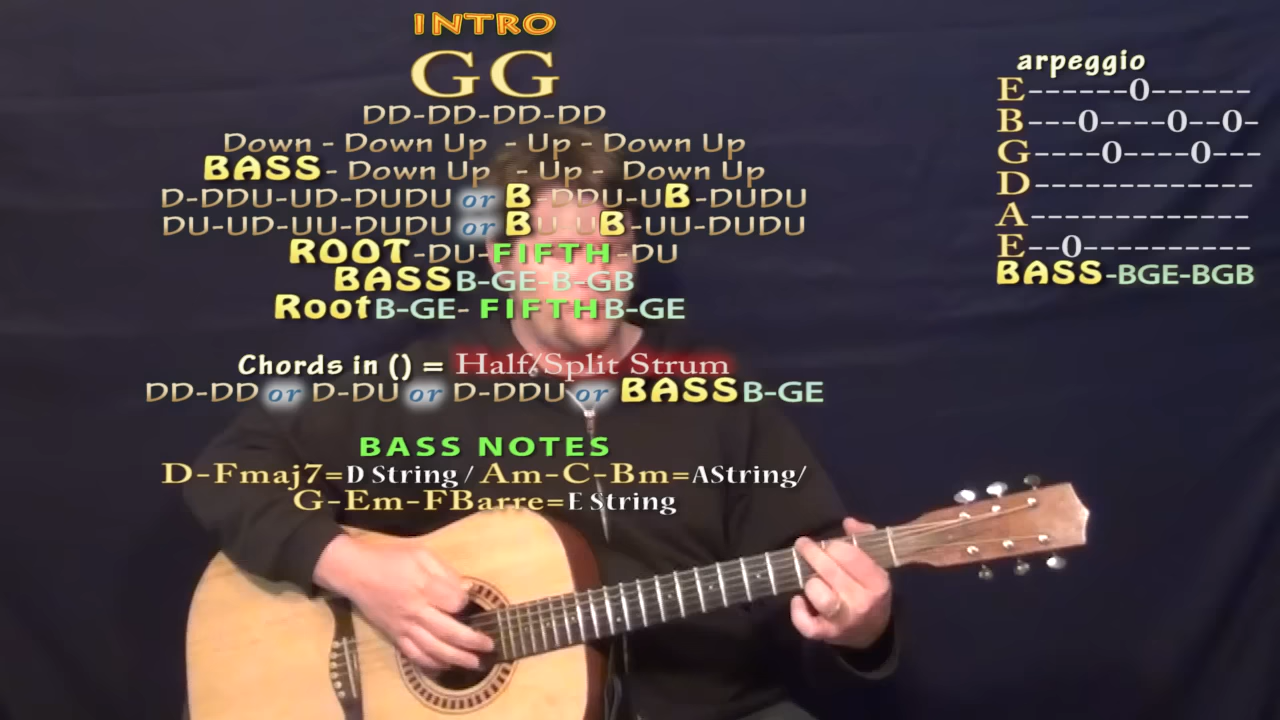 INTRO
GG
DD-DD-DD-DD
Down - Down Up - Up - Down Up
BASS- Down Up - Up - Down Up
D-DDU-UD-DUDU or B-DDU-UB-DUDU
DU-UD-UU-DUDU or BU-UB-UU-DUDU
ROOT-DU-FIFTH-DU
BASSB-GE-B-GB
RootB-GE- FIFTHB-GE
Chords in () = Half/Split Strum
DD-DD or D-DU or D-DDU or BASSB-GE
BASS NOTES
D-Fmaj7=D String / Am-C-Bm=AString/
G-Em-FBarre=E String
arpeggio
E------0------
B---0----0--0-
G----0----0---
D-------------
A-------------
E--0----------
BASS-BGE-BGB